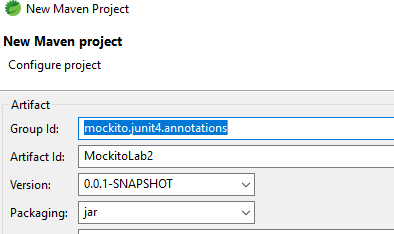 New Maven Project
New Maven project
Configure project
Artifact
Group Id: mockito.junit4.annotations
Artifact Id: MockitoLab2
Version: 0.0.1-SNAPSHOT
Packaging: jar